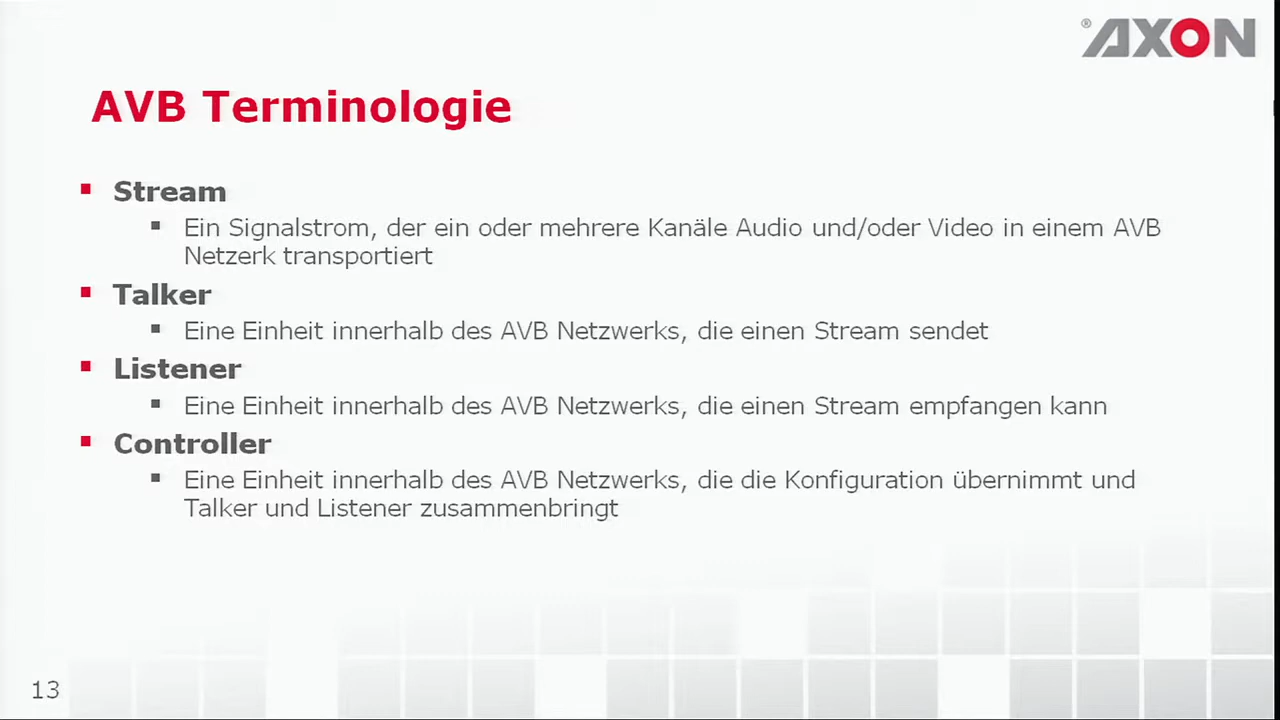 ®AXON
AVB Terminologie
Stream
Ein Signalstrom, der ein oder mehrere Kanäle Audio und/oder Video in einem AVB
Netzerk transportiert
Talker
Eine Einheit innerhalb des AVB Netzwerks, die einen Stream sendet
Listener
Eine Einheit innerhalb des AVB Netzwerks, die einen Stream empfangen kann
Controller
Eine Einheit innerhalb des AVB Netzwerks, die die Konfiguration übernimmt und
Talker und Listener zusammenbringt
13